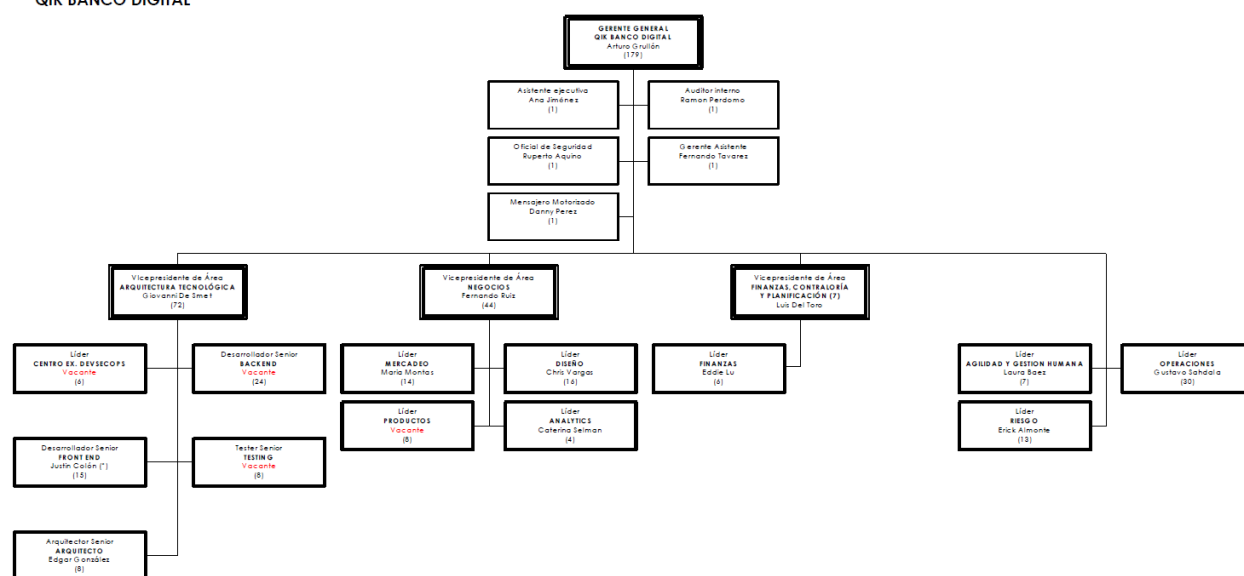 QIK BANCO DIGITAL
GERENTE GENERAL
QIK BANCO DIGITAL
Arturo Grullón
(179)
Asistente ejecutiva
Ana Jiménez
(1)
Auditor Interno
Ramon Perdomo
(1)
Oficial de Seguridad
Ruperto Aquino
(1)
Gerente Asistente
Fernando Tavares
(1)
Mensajero Motorizado
Danny Perez
(1)
Vicepresidente de Área
ARQUITECTURA TECNOLÓGICA
Giovanni De Smet
(72)
Vicepresidente de Área
NEGOCIOS
Fernando Ruiz
(44)
Vicepresidente de Área
FINANZAS, CONTRALORÍA
Y PLANIFICACIÓN (7)
Luis Del Toro
Líder
CENTRO EX. DEVSECOPS
Vacante
(6)
Desarrollador Senior
BACKEND
Vacante
(24)
Líder
MERCADEO
Maria Montas
(14)
Líder
DISEÑO
Chris Vargas
(16)
Líder
FINANZAS
Eddie Lu
(6)
Líder
AGILIDAD Y GESTION HUMANA
Laura Baez
(7)
Líder
OPERACIONES
Gustavo Sahdala
(30)
Líder
PRODUCTOS
Vacante
(8)
Líder
ANALYTICS
Caterina Selman
(4)
Líder
RIESGO
Erick Almonte
(13)
Desarrollador Senior
FRONT END
Justin Colón (*)
(15)
Tester Senior
TESTING
Vacante
(8)
Arquitector Senior
ARQUITECTO
Edgar González
(8)